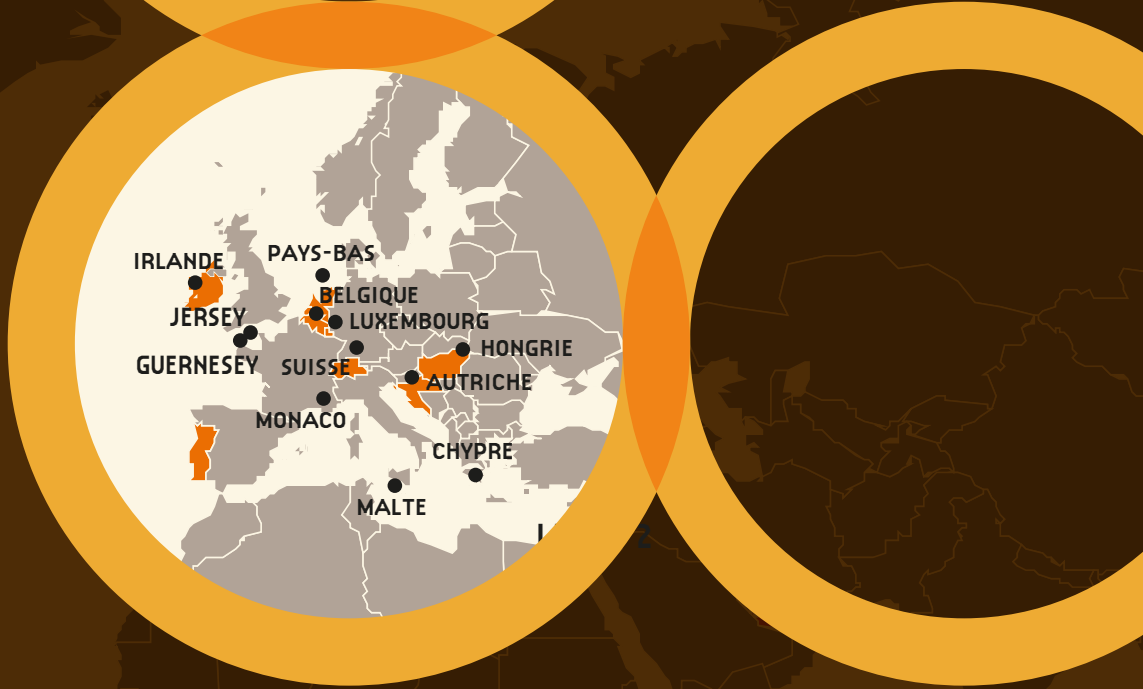 IRLANDE
PAYS-BAS
BELGIQUE
JERSEY
LUXEMBOURG
GUERNESEY
SUISSE
HONGRIE
AUTRICHE
MONACO
CHYPRE
MALTE